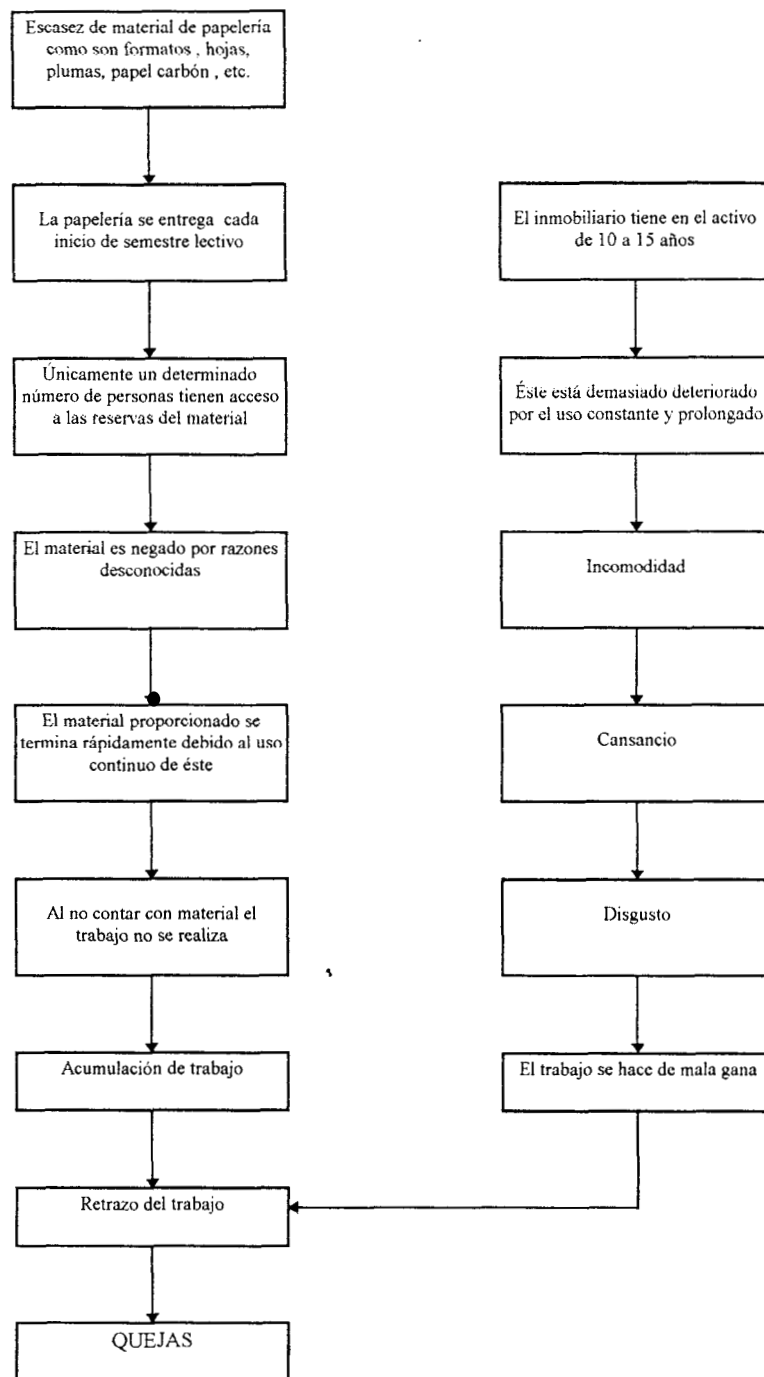 Escasez de material de papelería
como son formatos , hojas,
plumas, papel carbón , etc.
La papelería se entrega cada
inicio de semestre lectivo
Únicamente un determinado
número de personas tienen acceso
a las reservas del material
El material es negado por razones
desconocidas
El material proporcionado se
termina rápidamente debido al uso
continuo de éste
Al no contar con material el
trabajo no se realiza
Acumulación de trabajo
Retrazo del trabajo
QUEJAS
El inmobiliario tiene en el activo
de 10 a 15 años
Éste está demasiado deteriorado
por el uso constante y prolongado
Incomodidad
Cansancio
Disgusto
El trabajo se hace de mala gana